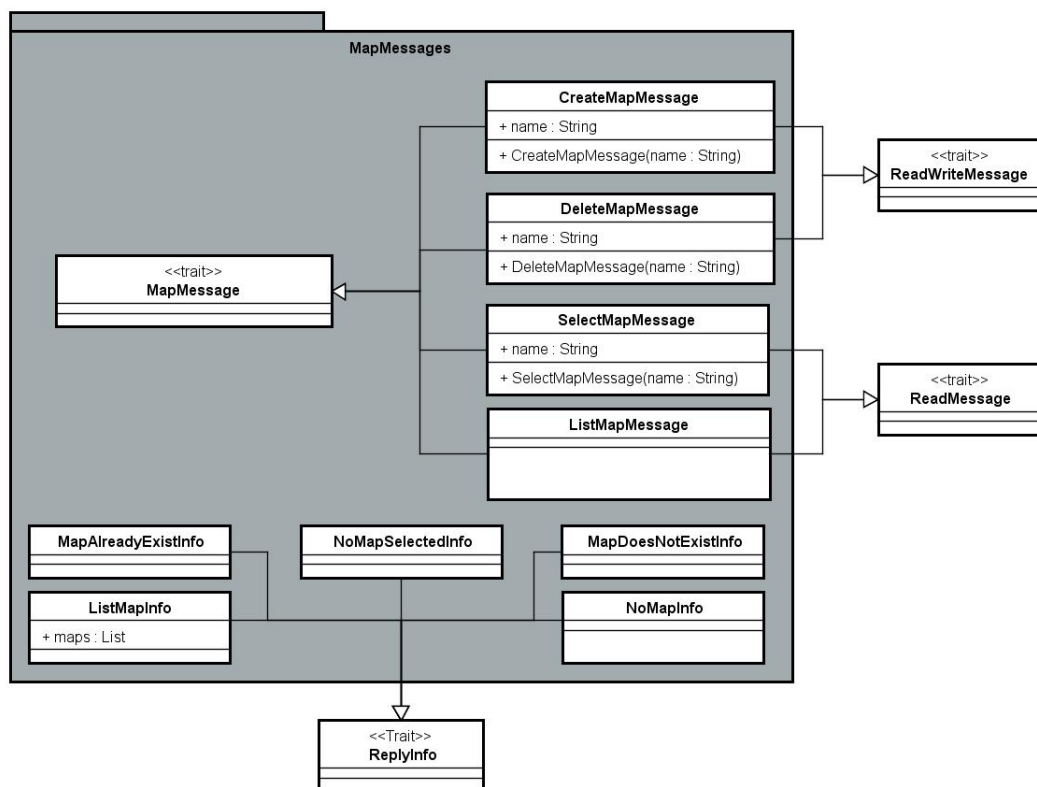 MapMessages
CreateMapMessage
+ name : String
+ CreateMapMessage(name : String)
<<trait>>
ReadWriteMessage
DeleteMapMessage
+ name : String
+ DeleteMapMessage(name : String)
<<trait>>
MapMessage
SelectMapMessage
+ name : String
+ SelectMapMessage(name : String)
<<trait>>
ReadMessage
ListMapMessage
MapAlreadyExistInfo
NoMapSelectedInfo
MapDoesNotExistInfo
ListMapInfo
+ maps : List
NoMapInfo
<<Trait>>
ReplyInfo